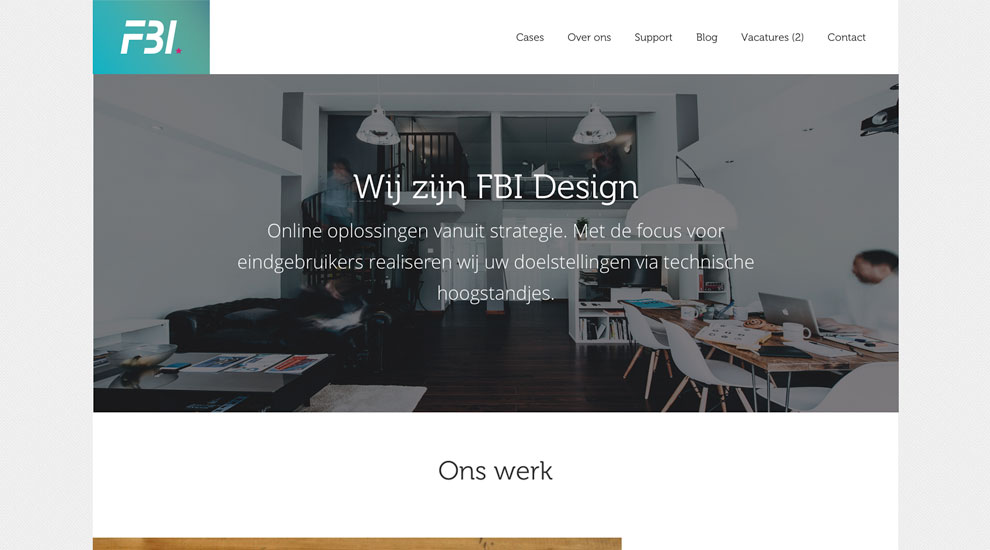 FBI
Cases Over ons Support Blog Vacatures (2) Contact
Wij zijn FBI Design
Online oplossingen vanuit strategie. Met de focus voor
eindgebruikers realiseren wij uw doelstellingen via technische
hoogstandjes.
Ons werk